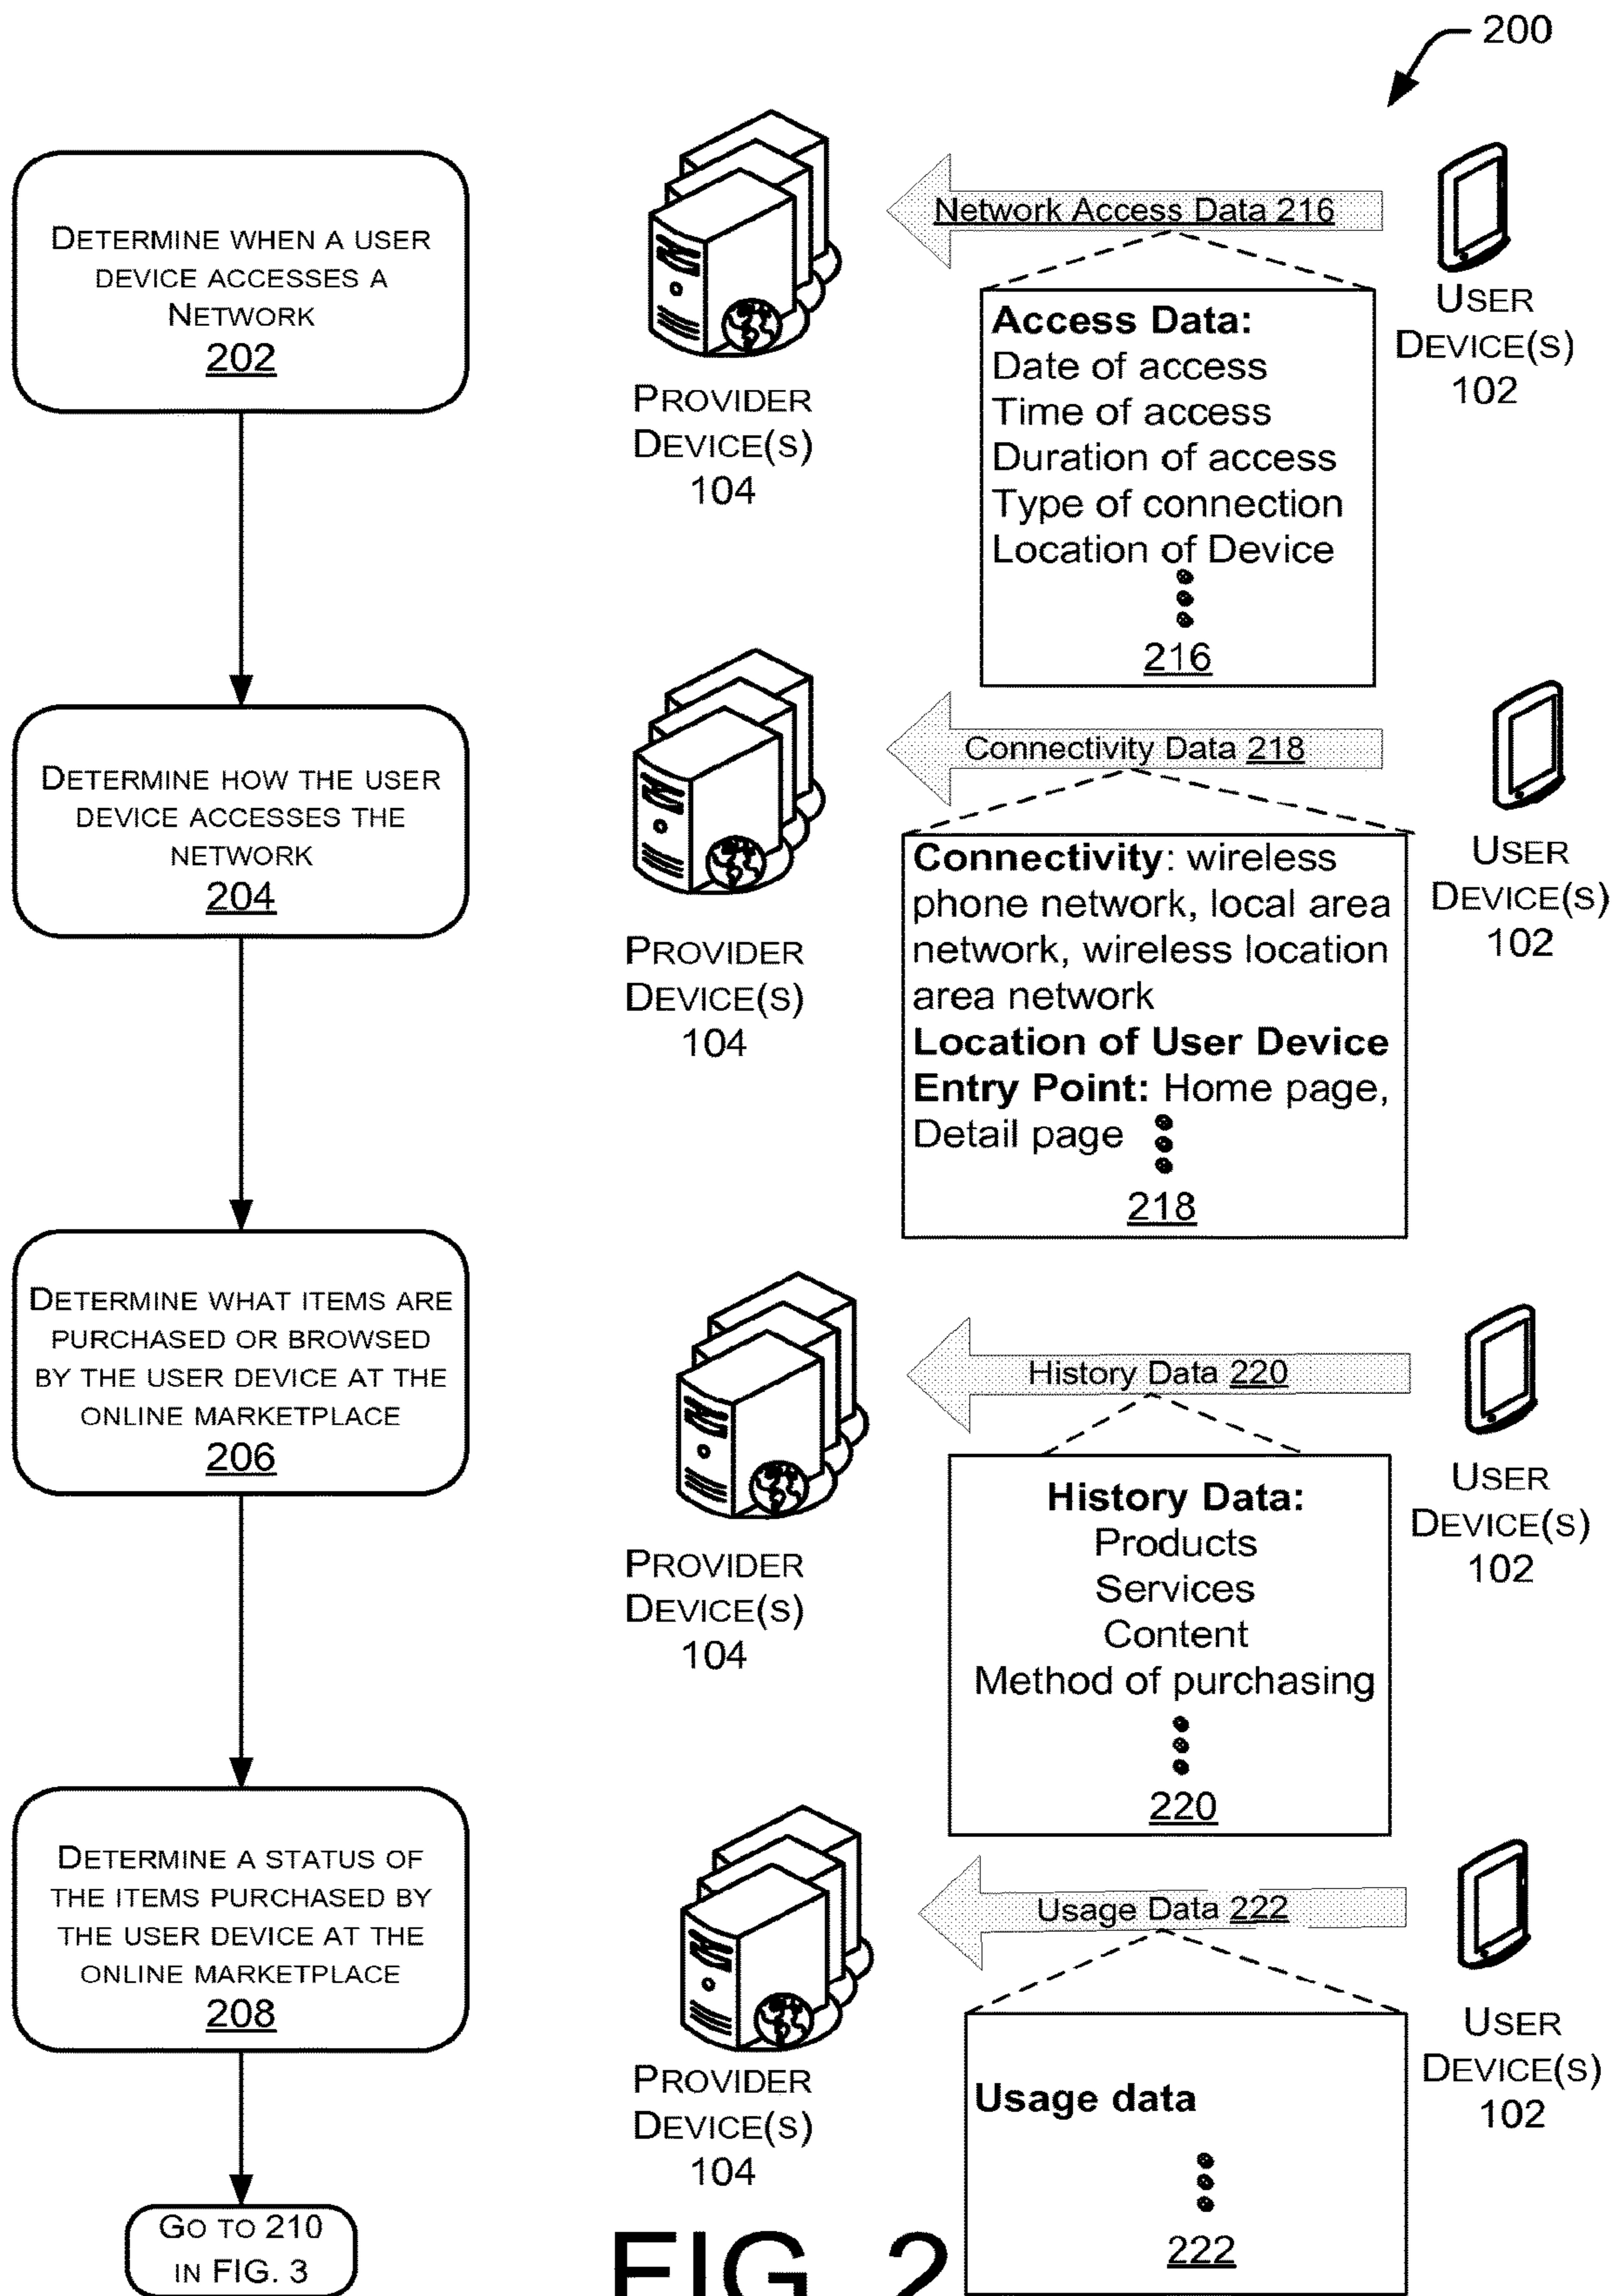 200
DETERMINE WHEN A USER
DEVICE ACCESSES A
NETWORK
202
PROVIDER
DEVICE(S)
104
Network Access Data 216
Access Data:
Date of access
Time of access
Duration of access
Type of connection
Location of Device
216
USER
DEVICE(S)
102
DETERMINE HOW THE USER
DEVICE ACCESSES THE
NETWORK
204
PROVIDER
DEVICE(S)
104
Connectivity Data 218
Connectivity: wireless
phone network, local area
network, wireless location
area network
Location of User Device
Entry Point: Home page,
Detail page
218
USER
DEVICE(S)
102
DETERMINE WHAT ITEMS ARE
PURCHASED OR BROWSED
BY THE USER DEVICE AT THE
ONLINE MARKETPLACE
206
PROVIDER
DEVICE(S)
104
History Data 220
History Data:
Products
Services
Content
Method of purchasing
220
USER
DEVICE(S)
102
DETERMINE A STATUS OF
THE ITEMS PURCHASED BY
THE USER DEVICE AT THE
ONLINE MARKETPLACE
208
PROVIDER
DEVICE(S)
104
Usage Data 222
Usage data
222
USER
DEVICE(S)
102
GO TO 210
IN FIG. 3
FIG. 2